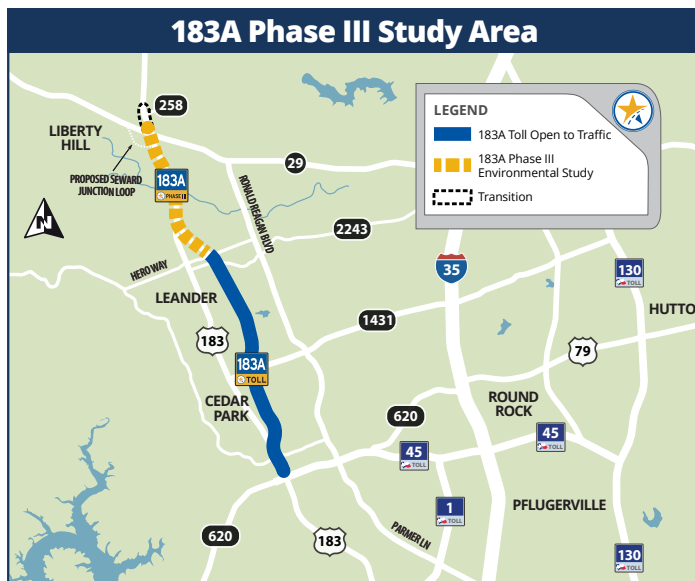 183A Phase III Study Area
258
LIBERTY
HILL
PROPOSED SEWARD
JUNCTION LOOP
183A
PHASE III
29
RONALD REAGAN BLVD
LEGEND
183A Toll Open to Traffic
183A Phase III
Environmental Study
Transition
N
2243
HERO WAY
35
130
TOLL
LEANDER
HUTTO
183
1431
79
183A
TOLL
CEDAR
PARK
620
ROUND
ROCK
45
TOLL
45
TOLL
1
TOLL
PFLUGERVILLE
620
183
PARMER LN
130
TOLL